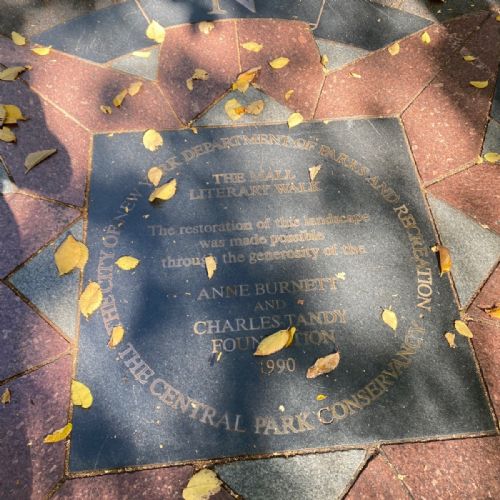 THE CITY OF NEW YORK DEPARTMENT OF PARKS AND RECREATION
THE MALL
LITERARY WALK
The restoration of this landscape
was made possible
through the generosity of the
ANNE BURNETT
AND
CHARLES TANDY
FOUNDATION
1990
THE CENTRAL PARK CONSERVANCY
N